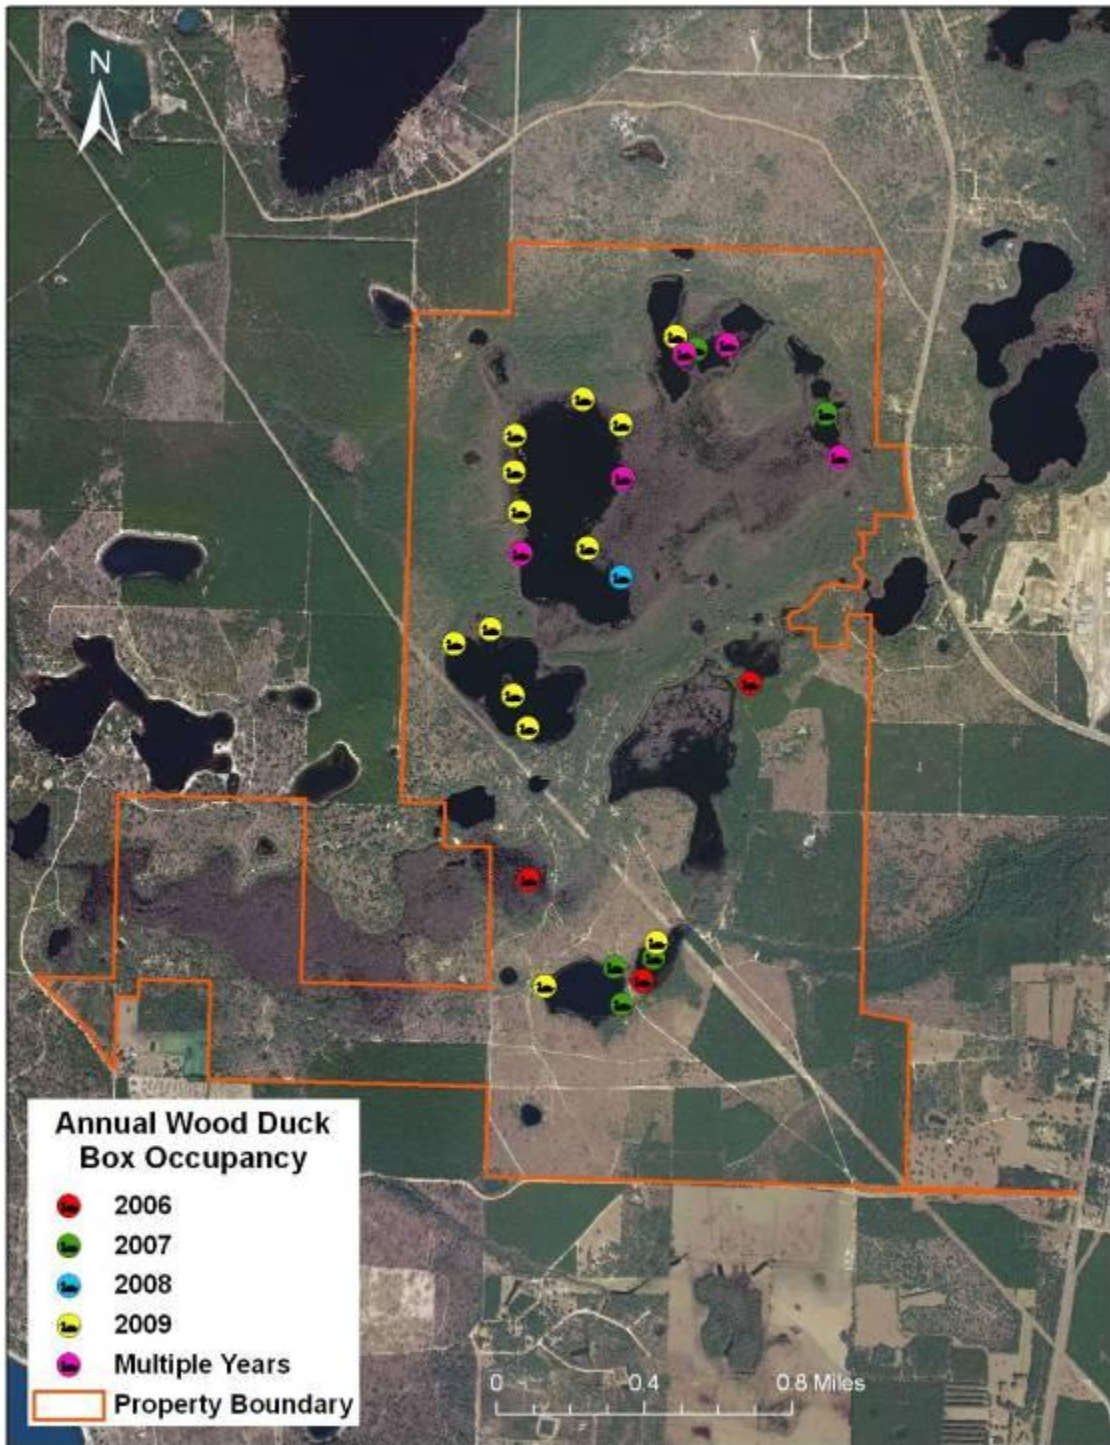 N
Annual Wood Duck
Box Occupancy
2006
2007
2008
2009
Multiple Years
Property Boundary
0 0.4 0.8 Miles